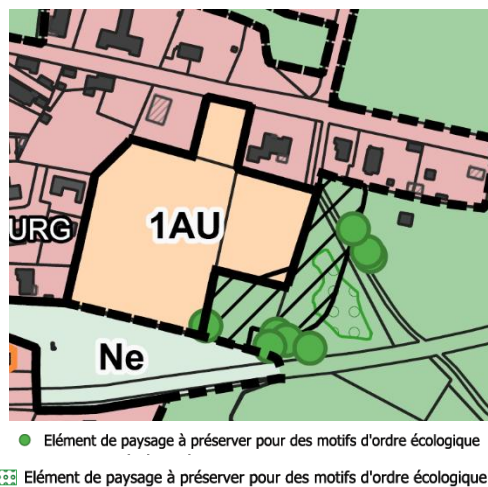 1AU
URG
Ne
Elément de paysage à préserver pour des motifs d'ordre écologique
Elément de paysage à préserver pour des motifs d'ordre écologique